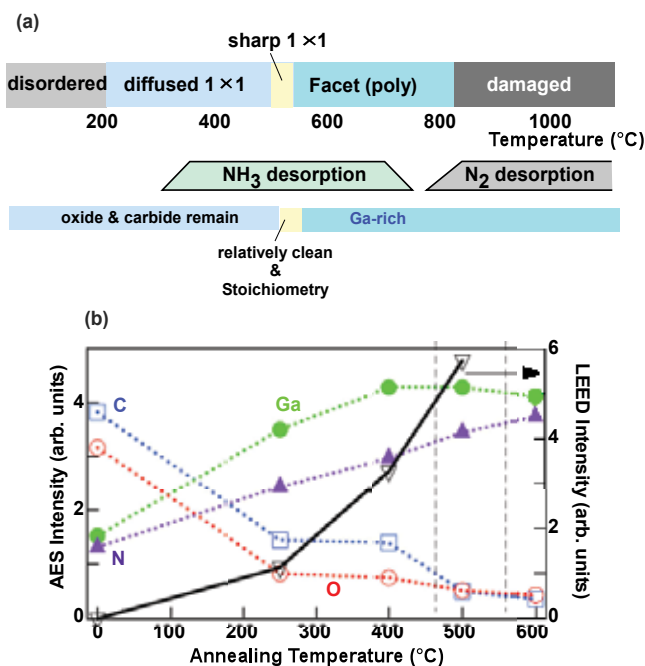 (a)
sharp 1 ×1
disordered diffused 1 ×1 Facet (poly) damaged
200 400 600 800 1000
Temperature (°C)
NH3 desorption N2 desorption
oxide & carbide remain Ga-rich
relatively clean
&
Stoichiometry
(b)
AES Intensity (arb. units)
LEED Intensity (arb. units)
6
4
4
2
2
0
0
C
Ga
N
O
0 100 200 300 400 500 600
Annealing Temperature (°C)